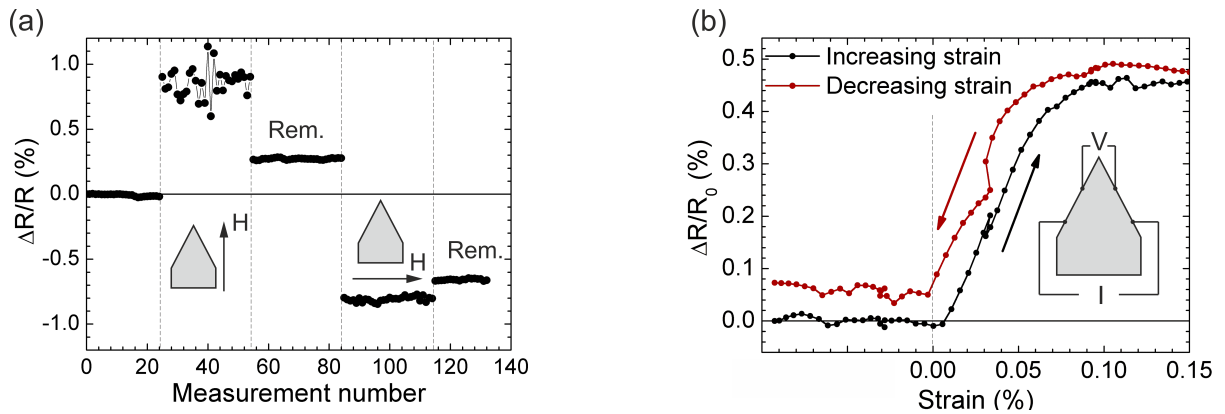 (a)
ΔR/R (%)
1.0
0.5
0.0
-0.5
-1.0
Rem.
H
H
Rem.
0 20 40 60 80 100 120 140
Measurement number
(b)
ΔR/R0 (%)
0.5
0.4
0.3
0.2
0.1
0.0
Increasing strain
Decreasing strain
V
I
0.00 0.05 0.10 0.15
Strain (%)